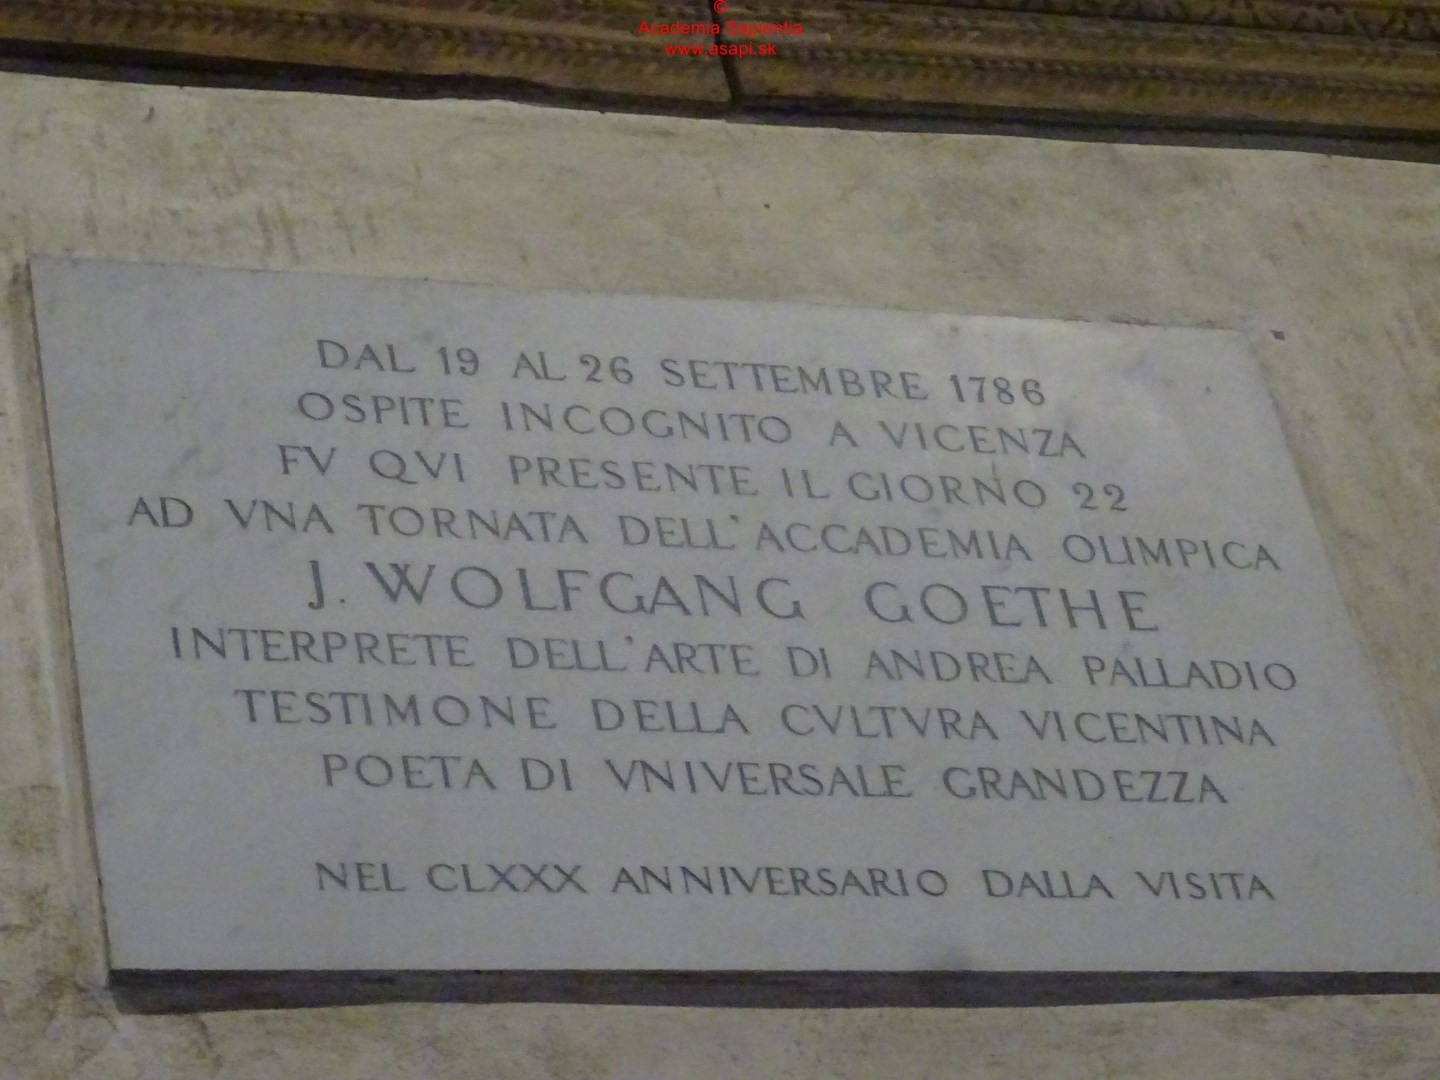 ©
Academia Sapientia
www.asapi.sk
DAL 19 AL 26 SETTEMBRE 1786
OSPITE INCOGNITO A VICENZA
FV QVI PRESENTE IL GIORNO 22
AD VNA TORNATA DELL'ACCADEMIA OLIMPICA
J. WOLFGANG GOETHE
INTERPRETE DELL'ARTE DI ANDREA PALLADIO
TESTIMONE DELLA CVLTVRA VICENTINA
POETA DI VNIVERSALE GRANDEZZA
NEL CLXXX ANNIVERSARIO DALLA VISITA